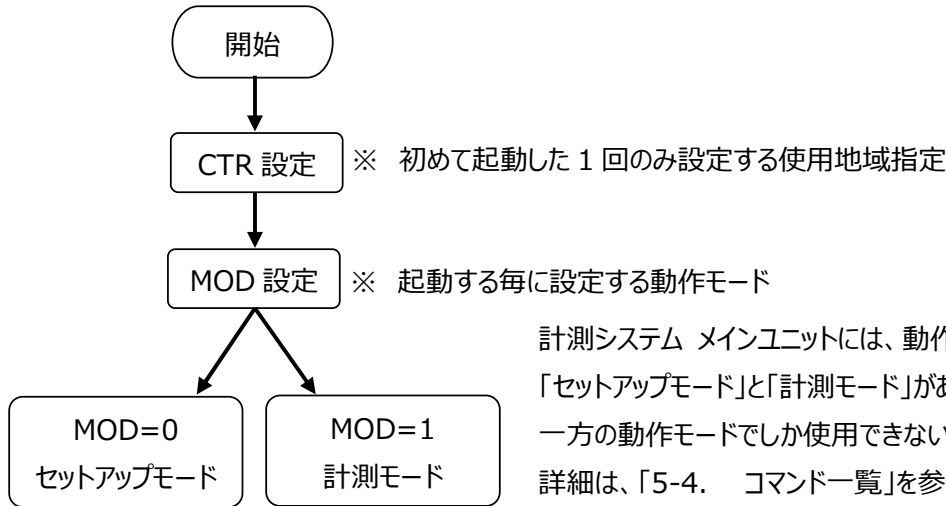 開始
CTR 設定
※ 初めて起動した 1 回のみ設定する使用地域指定
MOD 設定
※ 起動する毎に設定する動作モード
計測システム メインユニットには、動作
「セットアップモード」と「計測モード」が
一方の動作モードでしか使用できない
詳細は、「5-4. コマンド一覧」を参
MOD=0
セットアップモード
MOD=1
計測モード